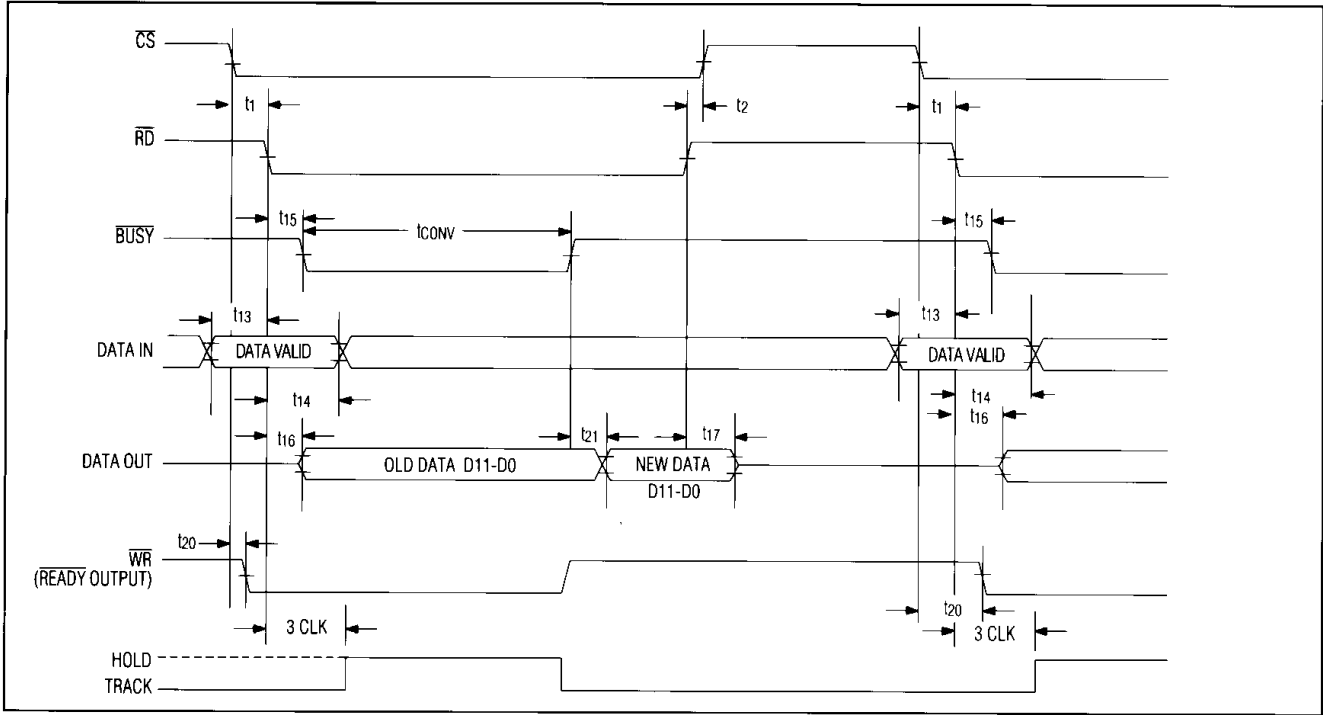 CS
t1
t2
t1
RD
t15
tCONV
t15
BUSY
t13
t13
DATA IN
DATA VALID
DATA VALID
t14
t14
t16
t21
t17
t16
DATA OUT
OLD DATA D11-D0
NEW DATA
D11-D0
t20
WR
(READY OUTPUT)
t20
3 CLK
3 CLK
HOLD
TRACK